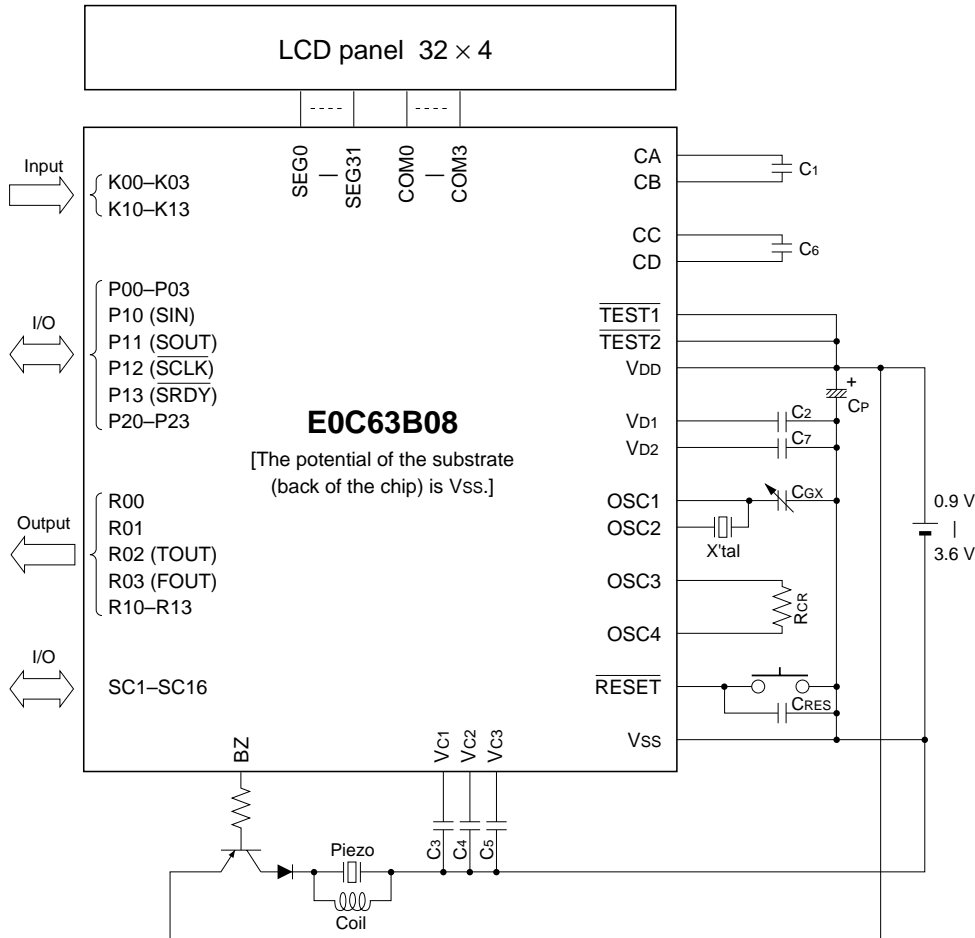 LCD panel 32 × 4
SEG0
|
SEG31
COM0
|
COM3
Input
K00–K03
K10–K13
I/O
P00–P03
P10 (SIN)
P11 (SOUT)
P12 (SCLK)
P13 (SRDY)
P20–P23
Output
R00
R01
R02 (TOUT)
R03 (FOUT)
R10–R13
I/O
SC1–SC16
E0C63B08
[The potential of the substrate
(back of the chip) is VSS.]
CA
CB
C1
CC
CD
C6
TEST1
TEST2
VDD
+
CP
VD1
C2
VD2
C7
OSC1
CGX
OSC2
X'tal
OSC3
RCR
OSC4
RESET
CRES
VSS
0.9 V
|
3.6 V
BZ
VC1
VC2
VC3
C3
C4
C5
Piezo
Coil